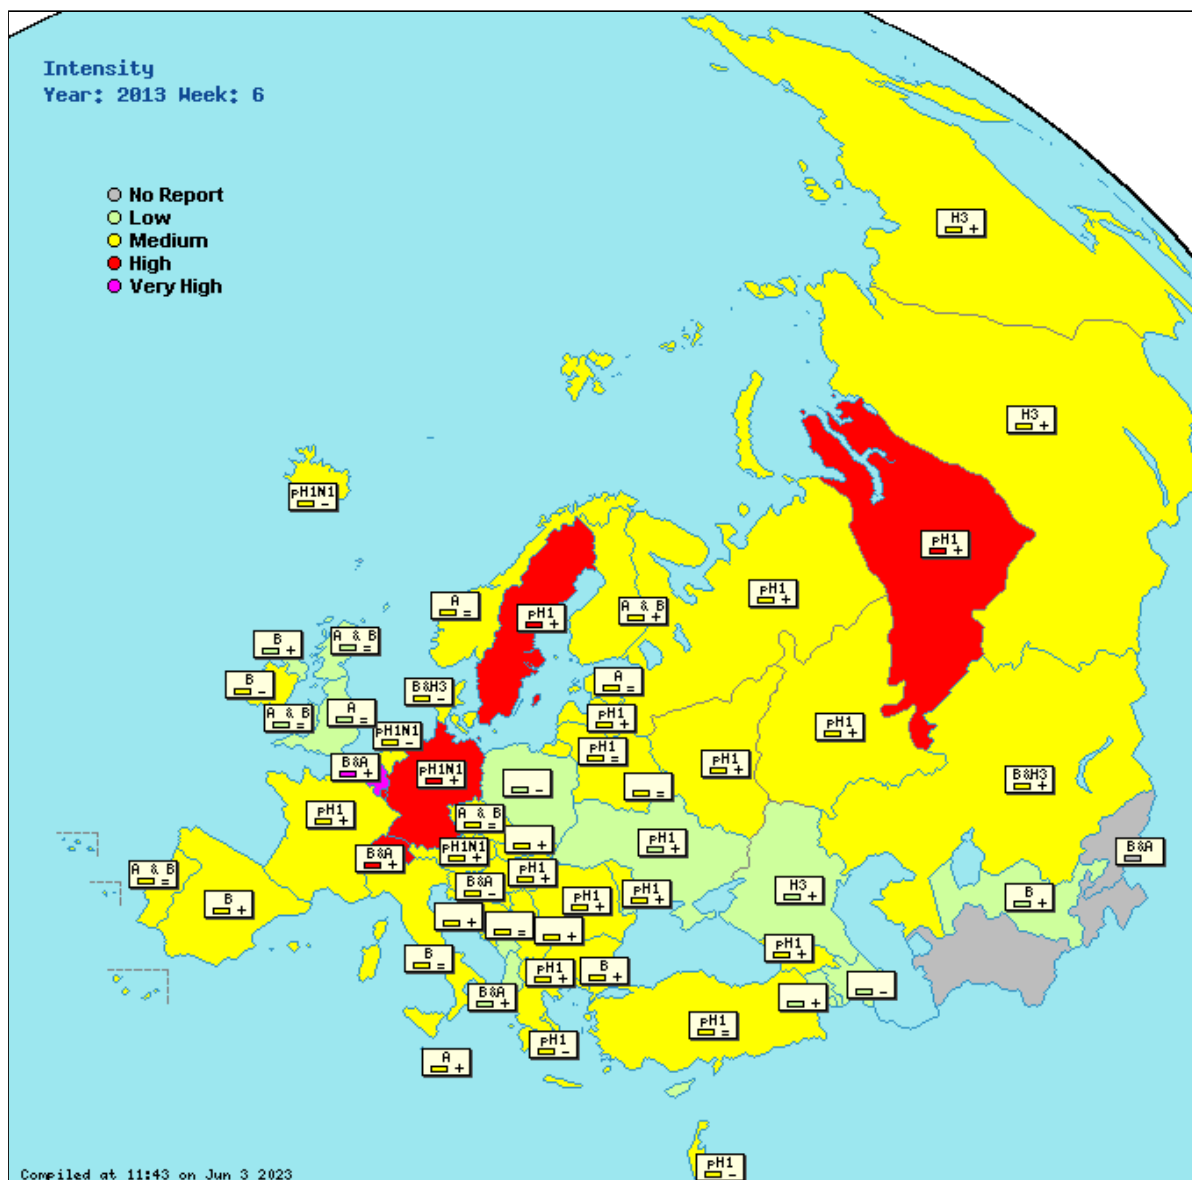 Intensity
Year: 2013 Week: 6
No Report
Low
Medium
High
Very High
H3
+
H3
+
pH1N1
-
pH1
+
pH1
+
A
=
pH1
+
A & B
+
B
+
A & B
=
B
-
B&H3
-
A
=
A & B
=
A
=
pH1
+
pH1N1
-
pH1
+
pH1
=
pH1
+
B&A
+
pH1N1
+
-
=
B&H3
+
pH1
+
A & B
=
+
pH1
+
B&A
+
pH1N1
+
B&A
A & B
=
pH1
+
B&A
-
pH1
+
H3
+
B
+
B
+
pH1
+
+
=
+
B
=
pH1
+
B
+
pH1
+
B&A
+
+
-
pH1
=
pH1
-
A
+
pH1
-
Compiled at 11:43 on Jun 3 2023